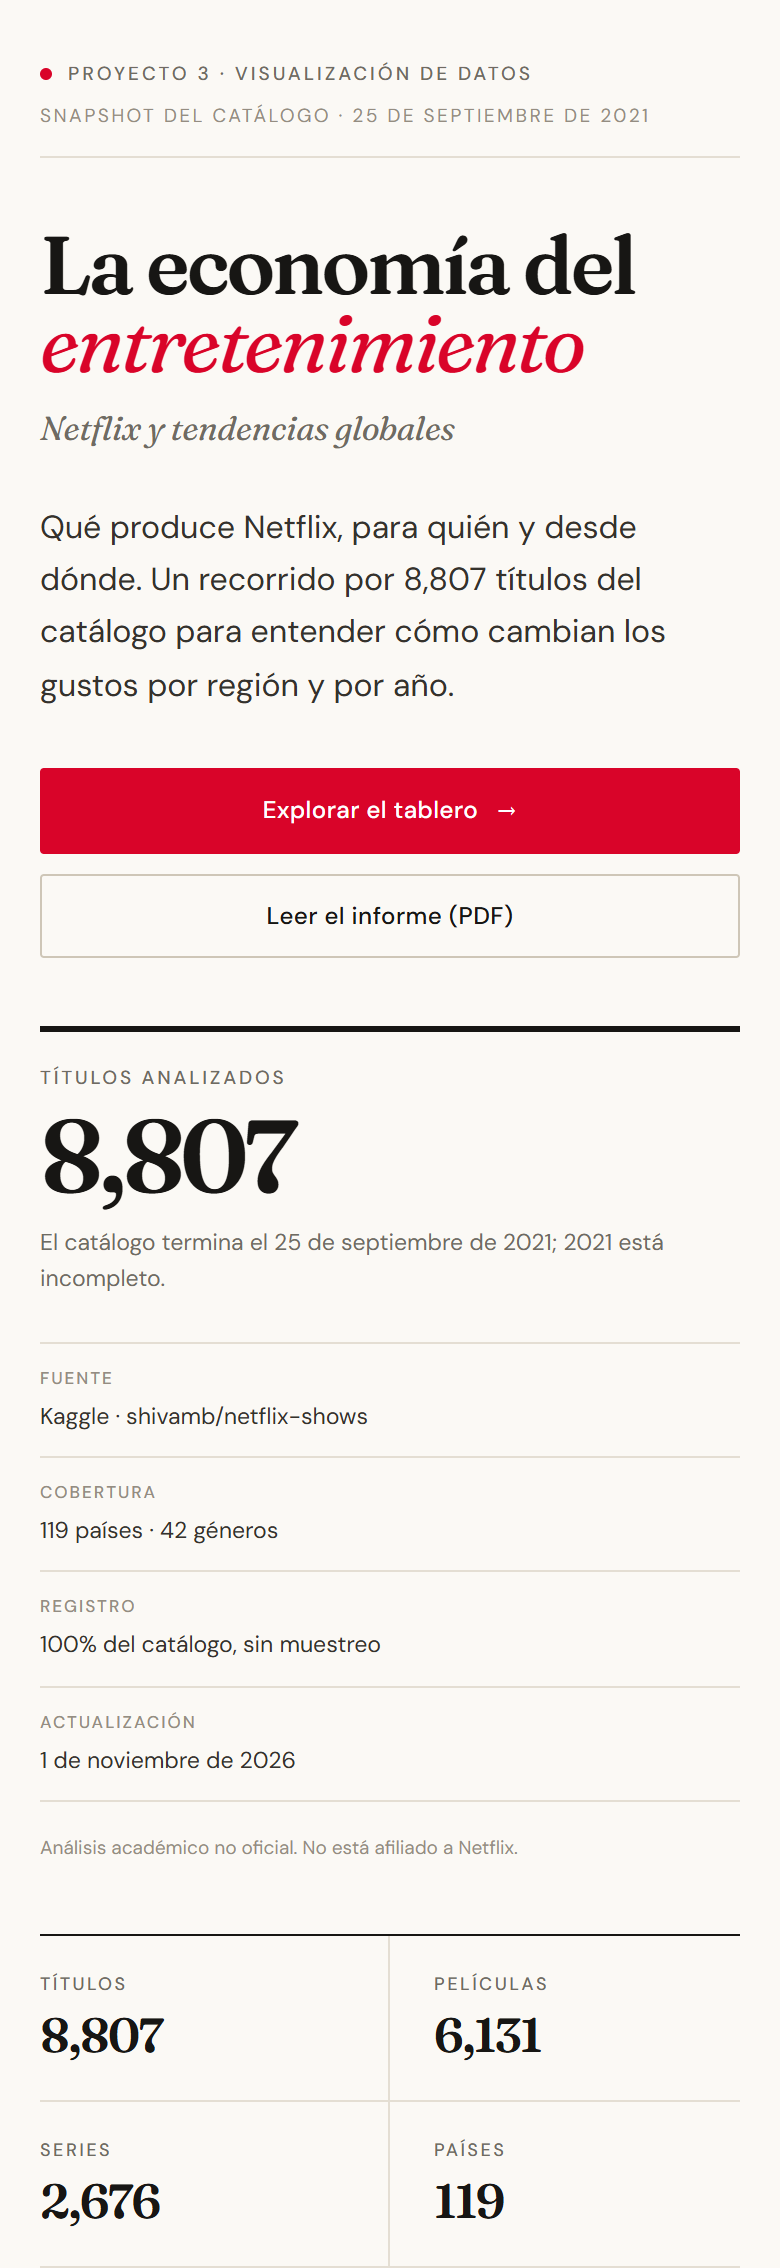 PROYECTO 3 · VISUALIZACIÓN DE DATOS
SNAPSHOT DEL CATÁLOGO · 25 DE SEPTIEMBRE DE 2021
La economía del
entretenimiento
Netflix y tendencias globales
Qué produce Netflix, para quién y desde
dónde. Un recorrido por 8,807 títulos del
catálogo para entender cómo cambian los
gustos por región y por año.
Explorar el tablero →
Leer el informe (PDF)
TÍTULOS ANALIZADOS
8,807
El catálogo termina el 25 de septiembre de 2021; 2021 está
incompleto.
FUENTE
Kaggle · shivamb/netflix-shows
COBERTURA
119 países · 42 géneros
REGISTRO
100% del catálogo, sin muestreo
ACTUALIZACIÓN
1 de noviembre de 2026
Análisis académico no oficial. No está afiliado a Netflix.
TÍTULOS
8,807
PELÍCULAS
6,131
SERIES
2,676
PAÍSES
119